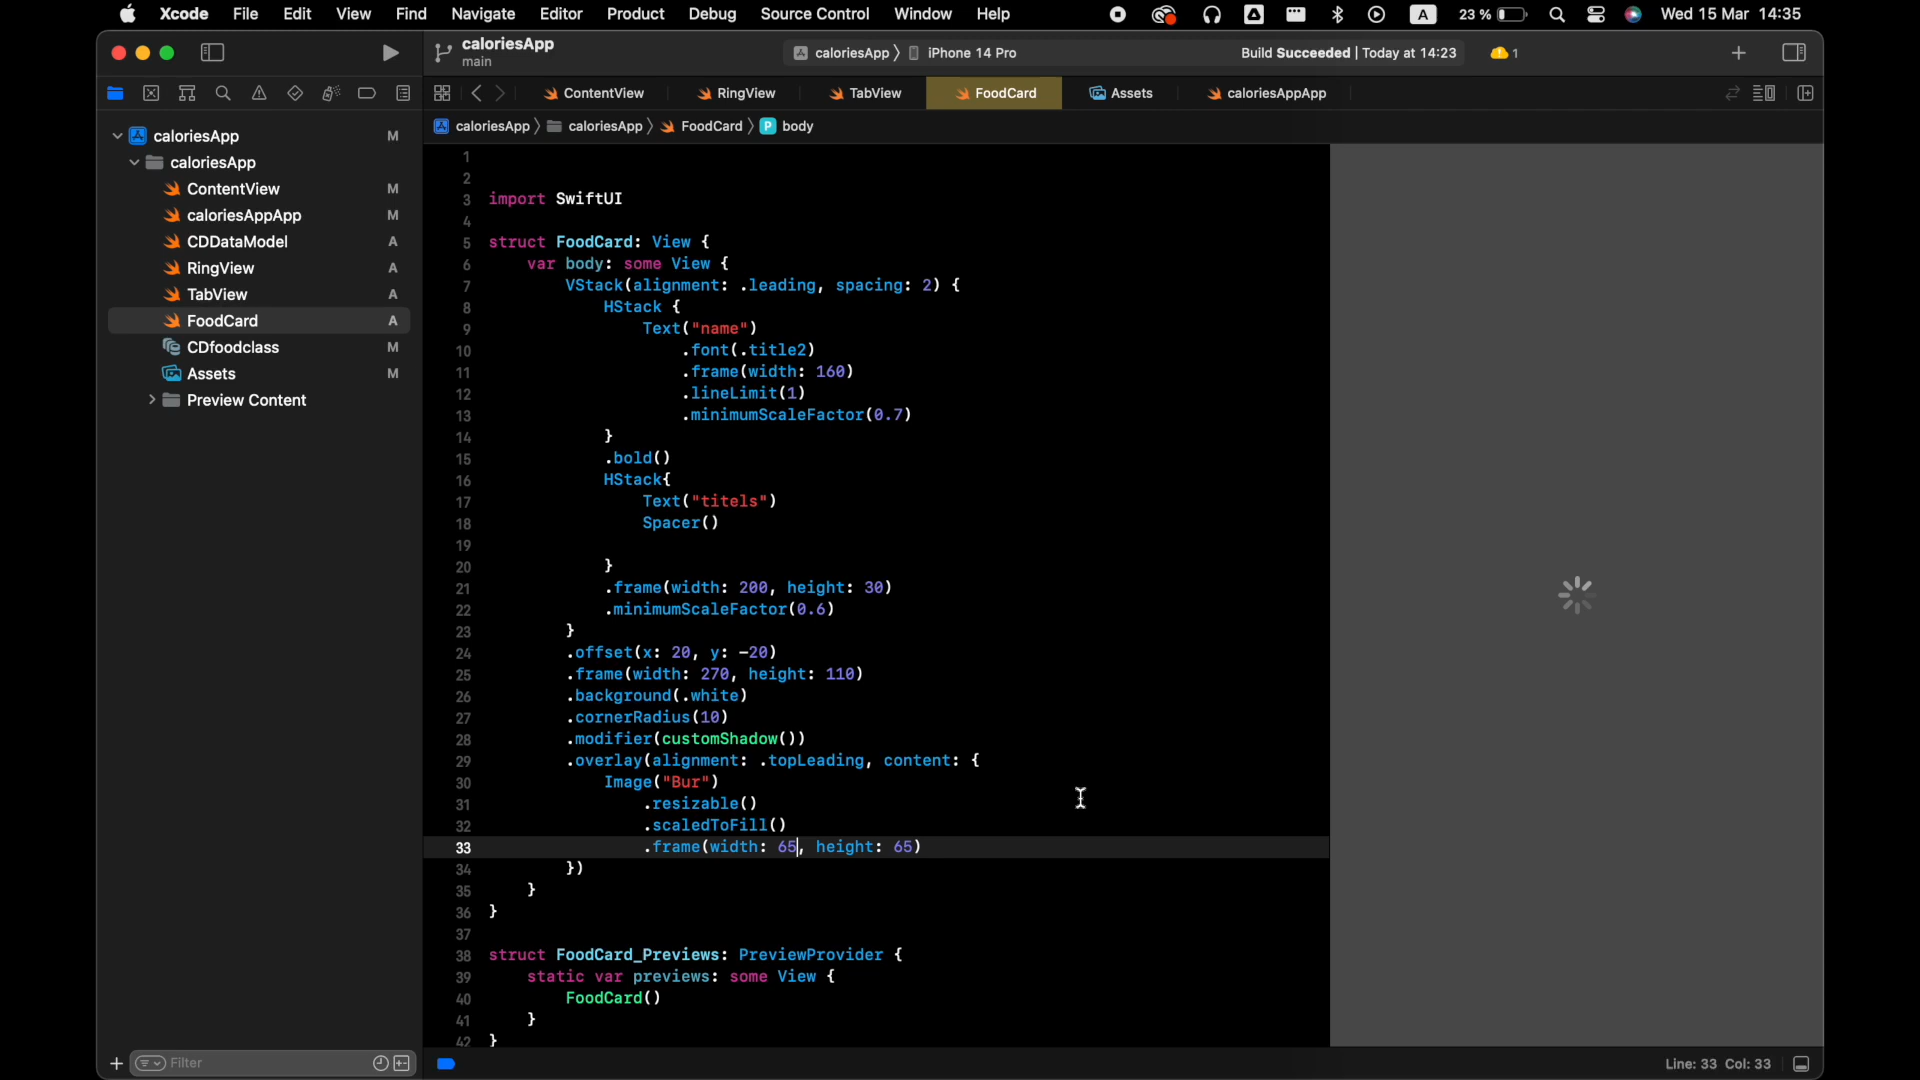 Xcode File Edit View Find Navigate Editor Product Debug Source Control Window Help A 23 % Wed 15 Mar 14:35
caloriesApp
main
caloriesApp iPhone 14 Pro
Build Succeeded | Today at 14:23 1
ContentView RingView TabView FoodCard Assets caloriesAppApp
caloriesApp caloriesApp FoodCard P body
caloriesApp M
caloriesApp
ContentView M
caloriesAppApp M
CDDataModel A
RingView A
TabView A
FoodCard A
CDfoodclass M
Assets M
Preview Content
1
2
3 import SwiftUI
4
5 struct FoodCard: View {
6 var body: some View {
7 VStack(alignment: .leading, spacing: 2) {
8 HStack {
9 Text("name")
10 .font(.title2)
11 .frame(width: 160)
12 .lineLimit(1)
13 .minimumScaleFactor(0.7)
14 }
15 .bold()
16 HStack{
17 Text("titels")
18 Spacer()
19
20 }
21 .frame(width: 200, height: 30)
22 .minimumScaleFactor(0.6)
23 }
24 .offset(x: 20, y: -20)
25 .frame(width: 270, height: 110)
26 .background(.white)
27 .cornerRadius(10)
28 .modifier(customShadow())
29 .overlay(alignment: .topLeading, content: {
30 Image("Bur")
31 .resizable()
32 .scaledToFill()
33 .frame(width: 65, height: 65)
34 })
35 }
36 }
37
38 struct FoodCard_Previews: PreviewProvider {
39 static var previews: some View {
40 FoodCard()
41 }
42 }
Filter
Line: 33 Col: 33